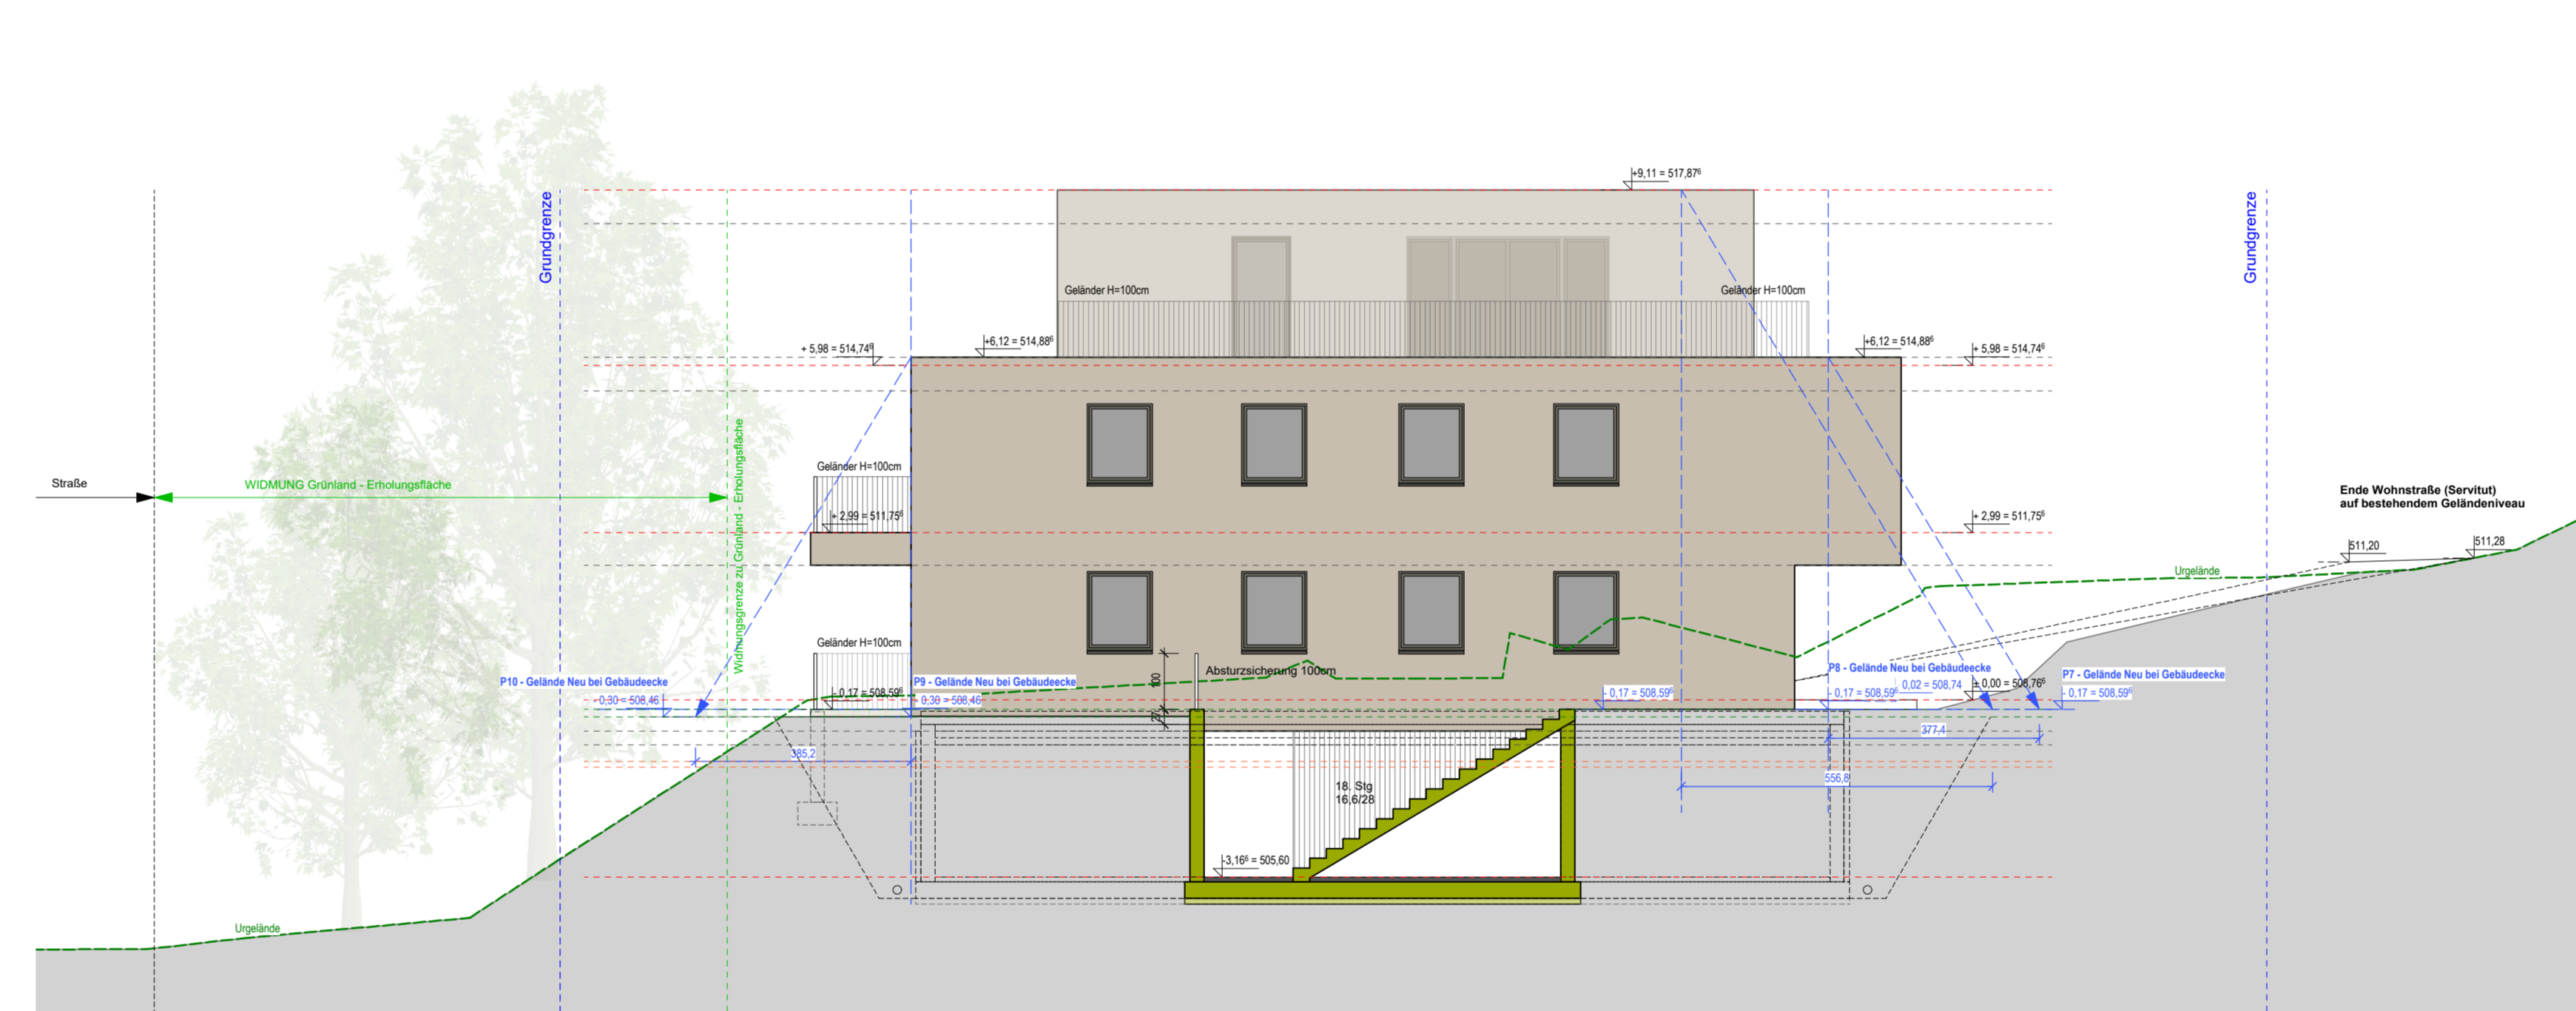 +9,11 = 517,87⁶
Grundgrenze
Grundgrenze
Geländer H=100cm
Geländer H=100cm
+ 5,98 = 514,74⁶
+6,12 = 514,88⁶
+6,12 = 514,88⁶
+ 5,98 = 514,74⁶
Geländer H=100cm
Straße
WIDMUNG Grünland - Erholungsfläche
Widmungsgrenze zu Grünland - Erholungsfläche
+ 2,99 = 511,75⁶
+ 2,99 = 511,75⁶
Ende Wohnstraße (Servitut)
auf bestehendem Geländeniveau
511,20
511,28
Urgelände
Geländer H=100cm
Absturzsicherung 100cm
100
27
P10 - Gelände Neu bei Gebäudeecke
- 0,30 = 508,46
- 0,17 = 508,59⁶
P9 - Gelände Neu bei Gebäudeecke
- 0,30 = 508,46
- 0,17 = 508,59⁶
P8 - Gelände Neu bei Gebäudeecke
- 0,17 = 508,59⁶
0,02 = 508,74
± 0,00 = 508,76⁶
P7 - Gelände Neu bei Gebäudeecke
- 0,17 = 508,59⁶
385,2
377,4
556,8
18. Stg
16,6/28
-3,16⁶ = 505,60
Urgelände